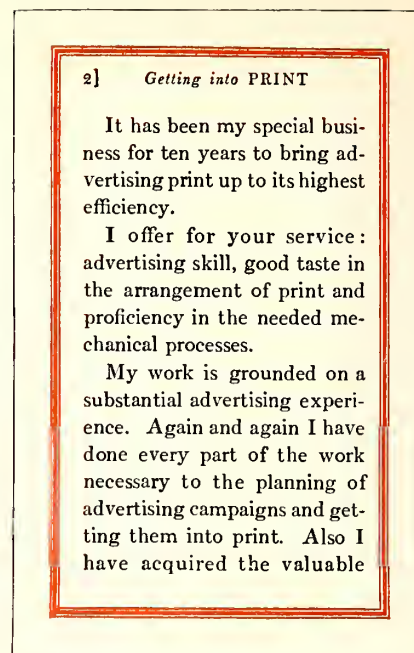 2]   Getting into PRINT
It has been my special busi-
ness for ten years to bring ad-
vertising print up to its highest
efficiency.
I offer for your service:
advertising skill, good taste in
the arrangement of print and
proficiency in the needed me-
chanical processes.
My work is grounded on a
substantial advertising experi-
ence. Again and again I have
done every part of the work
necessary to the planning of
advertising campaigns and get-
ting them into print. Also I
have acquired the valuable